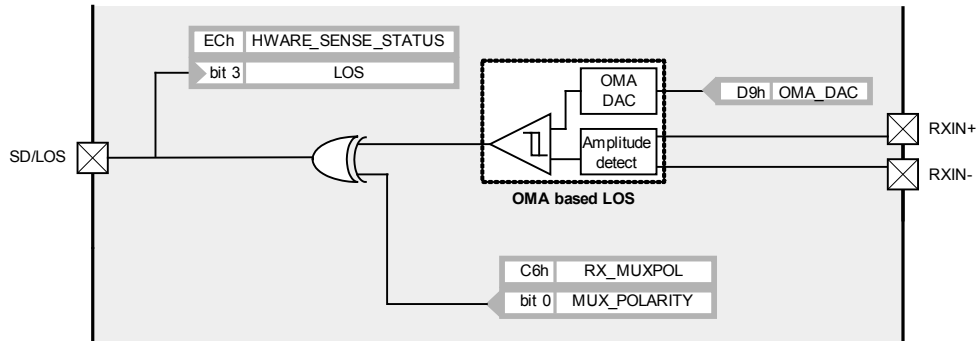 ECh HWARE_SENSE_STATUS
bit 3 LOS
OMA
DAC
D9h OMA_DAC
SD/LOS
Amplitude
detect
RXIN+
RXIN-
OMA based LOS
C6h RX_MUXPOL
bit 0 MUX_POLARITY